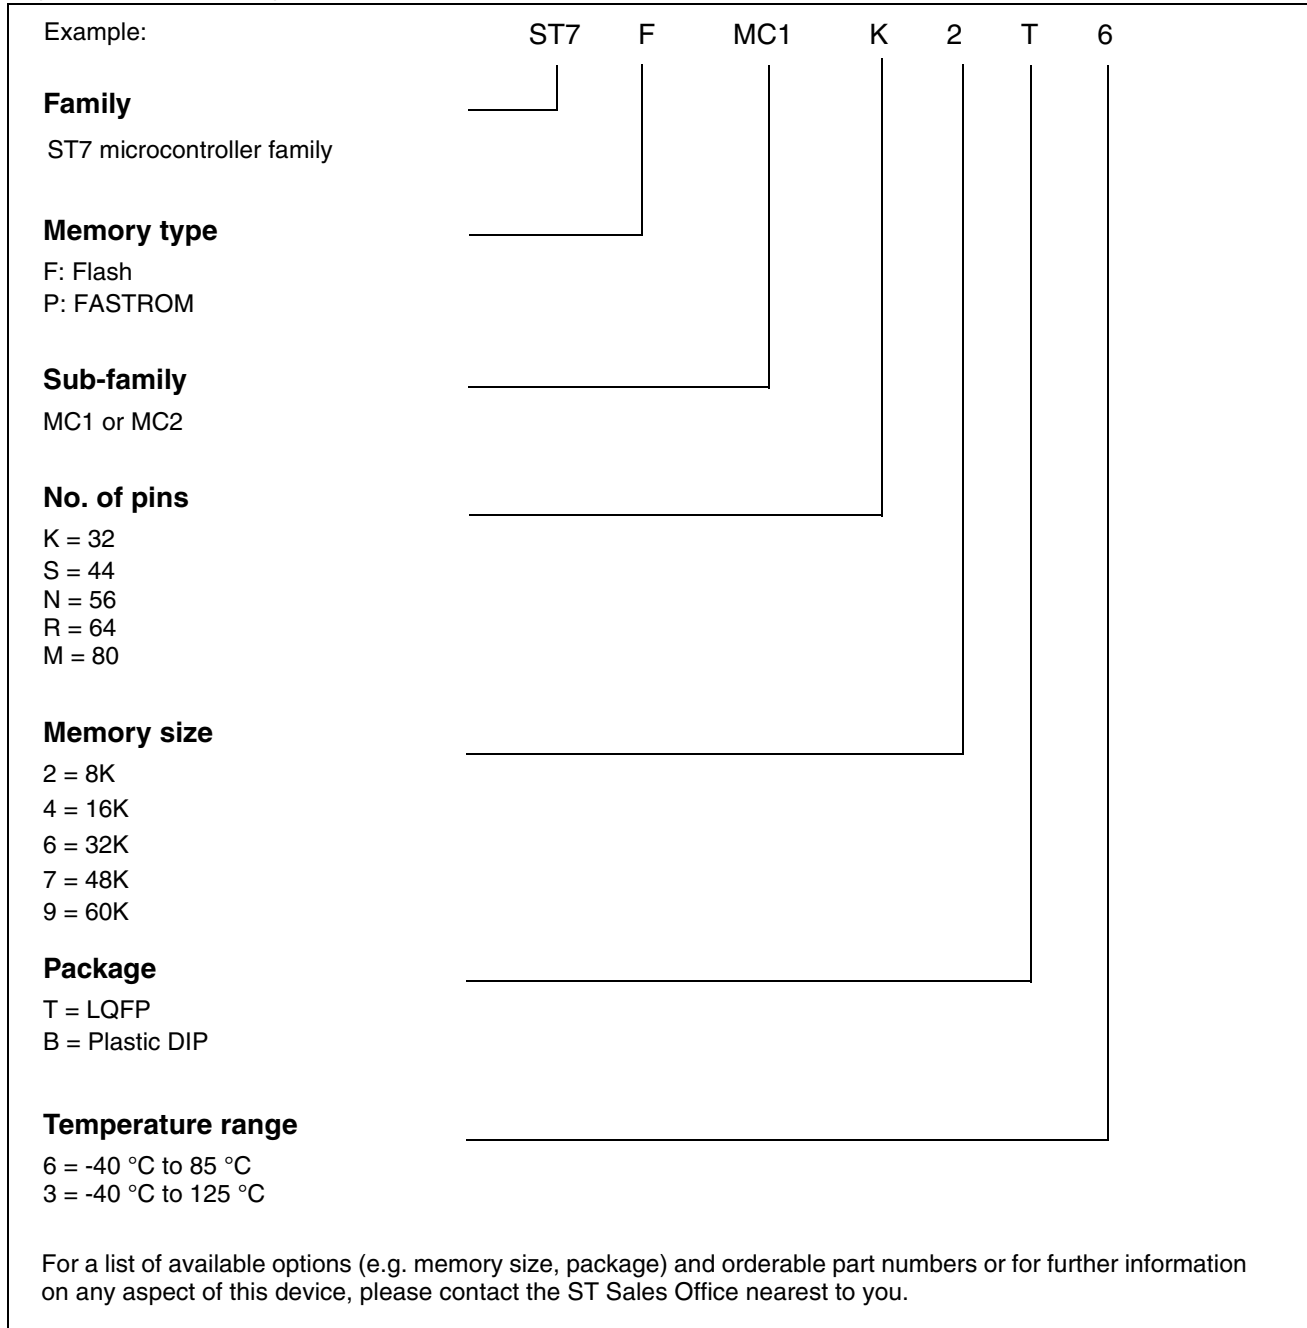 Example: ST7 F MC1 K 2 T 6
Family
ST7 microcontroller family
Memory type
F: Flash
P: FASTROM
Sub-family
MC1 or MC2
No. of pins
K = 32
S = 44
N = 56
R = 64
M = 80
Memory size
2 = 8K
4 = 16K
6 = 32K
7 = 48K
9 = 60K
Package
T = LQFP
B = Plastic DIP
Temperature range
6 = -40 °C to 85 °C
3 = -40 °C to 125 °C
For a list of available options (e.g. memory size, package) and orderable part numbers or for further information
on any aspect of this device, please contact the ST Sales Office nearest to you.